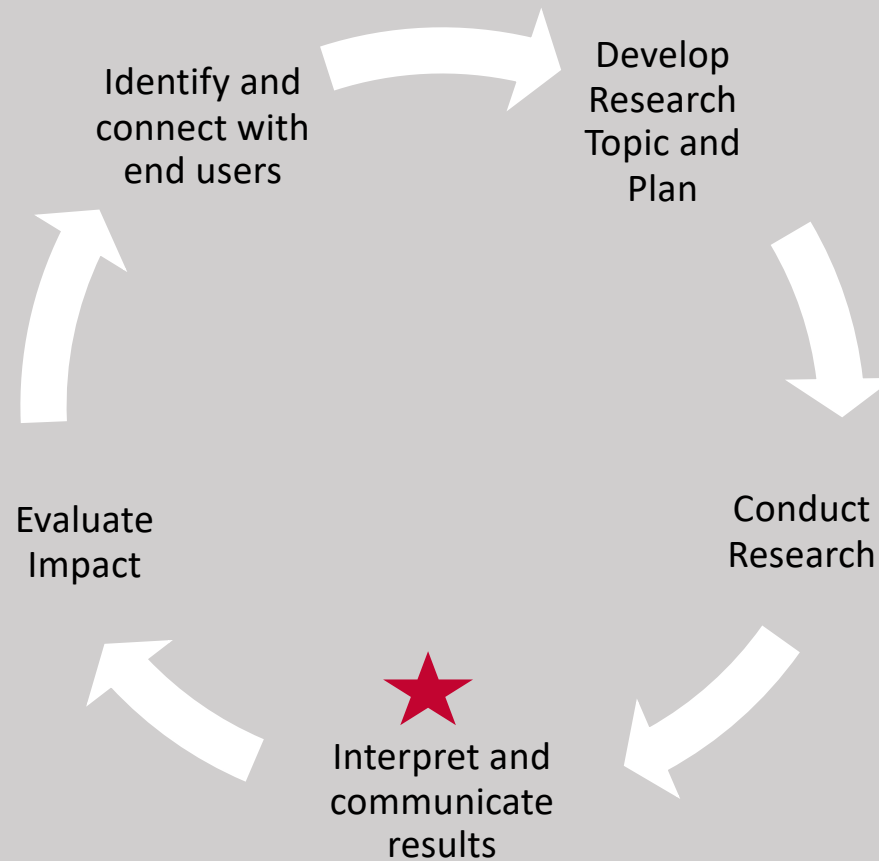 Identify and
connect with
end users
Develop
Research
Topic and
Plan
Conduct
Research
Interpret and
communicate
results
Evaluate
Impact